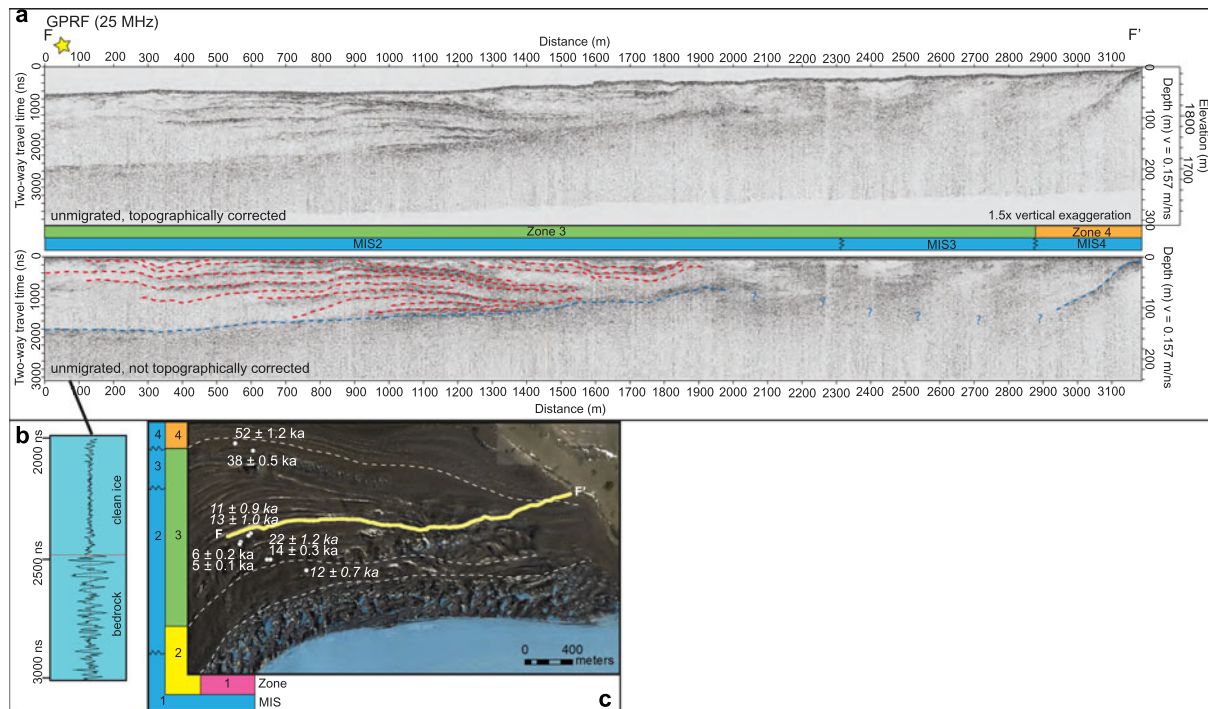 a
GPRF (25 MHz)
F
F'
Distance (m)
0 100 200 300 400 500 600 700 800 900 1000 1100 1200 1300 1400 1500 1600 1700 1800 1900 2000 2100 2200 2300 2400 2500 2600 2700 2800 2900 3000 3100
Two-way travel time (ns)
0
1000
2000
3000
Depth (m) v = 0.157 m/ns
0
100
200
300
Elevation (m)
1800
1700
unmigrated, topographically corrected
1.5x vertical exaggeration
Zone 3
Zone 4
MIS2
MIS3
MIS4
Two-way travel time (ns)
0
1000
2000
3000
Depth (m) v = 0.157 m/ns
0
100
200
? ? ? ? ? ?
unmigrated, not topographically corrected
0 100 200 300 400 500 600 700 800 900 1000 1100 1200 1300 1400 1500 1600 1700 1800 1900 2000 2100 2200 2300 2400 2500 2600 2700 2800 2900 3000 3100
Distance (m)
b
2000 ns
2500 ns
3000 ns
clean ice
bedrock
4
3
2
1
4
3
2
1
Zone
MIS
52 ± 1.2 ka
38 ± 0.5 ka
11 ± 0.9 ka
13 ± 1.0 ka
F
F'
22 ± 1.2 ka
14 ± 0.3 ka
6 ± 0.2 ka
5 ± 0.1 ka
12 ± 0.7 ka
0 400
meters
c